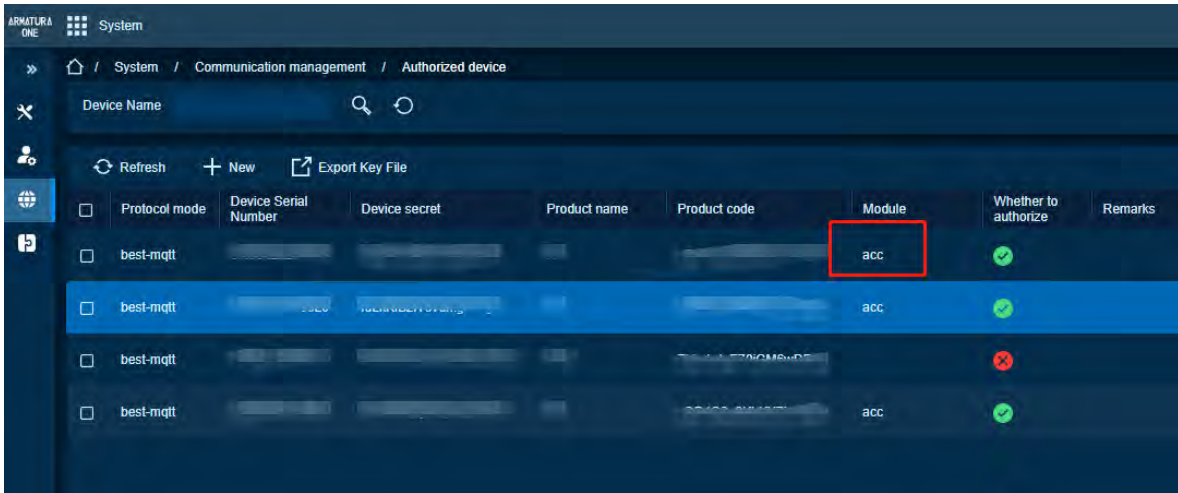 ARMATURA
ONE
System
System / Communication management / Authorized device
Device Name
Refresh New Export Key File
Protocol mode Device Serial Number Device secret Product name Product code Module Whether to authorize Remarks
best-mqtt acc
best-mqtt acc
best-mqtt
best-mqtt acc